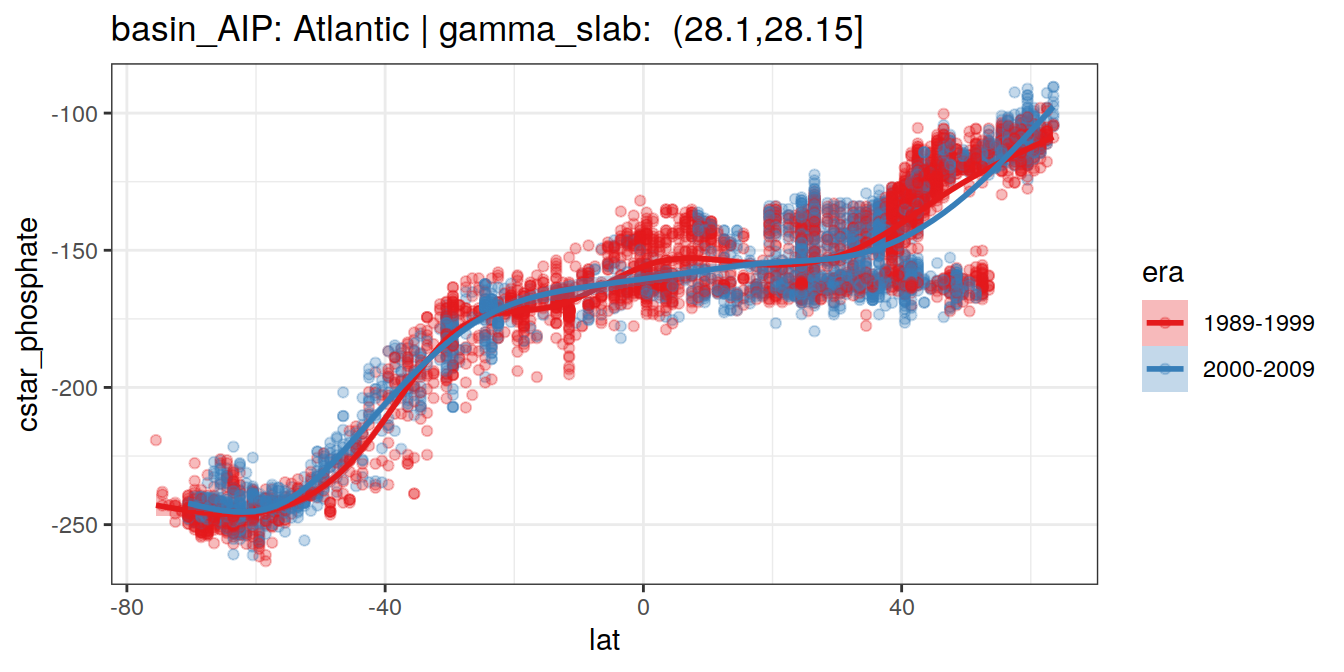 basin_AIP: Atlantic | gamma_slab:  (28.1,28.15]
cstar_phosphate
-100
-150
-200
-250
-80
-40
0
40
lat
era
1989-1999
2000-2009